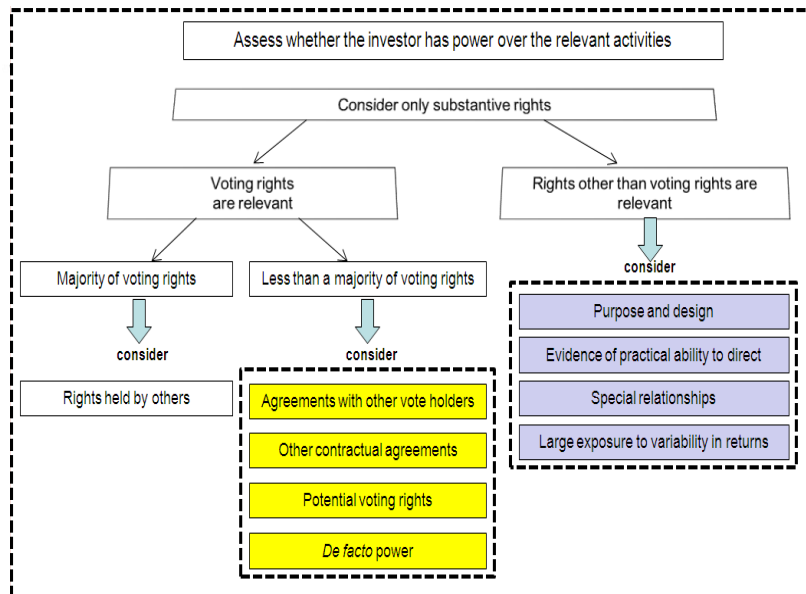 Assess whether the investor has power over the relevant activities
Consider only substantive rights
Voting rights
are relevant
Rights other than voting rights are
relevant
Majority of voting rights
Less than a majority of voting rights
consider
consider
consider
Rights held by others
Agreements with other vote holders
Other contractual agreements
Potential voting rights
De facto power
Purpose and design
Evidence of practical ability to direct
Special relationships
Large exposure to variability in returns